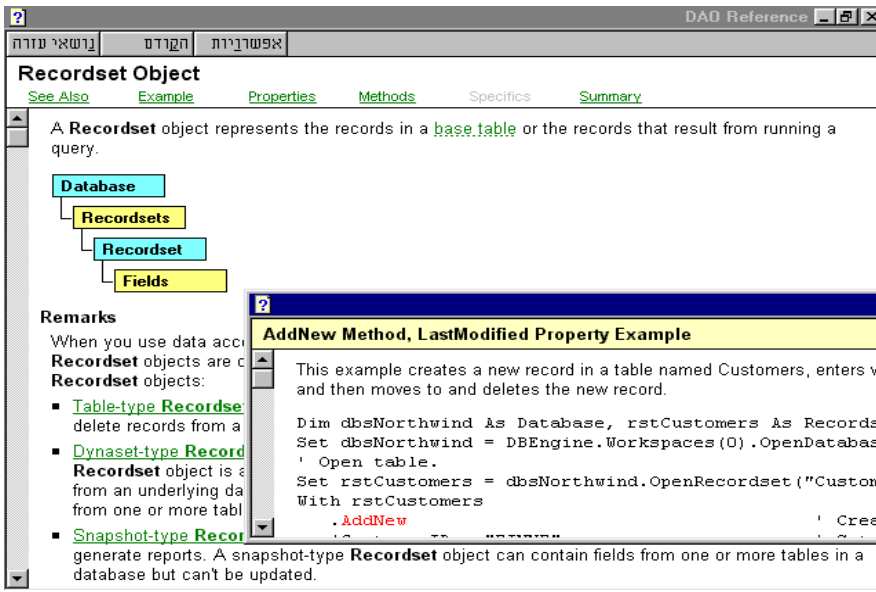 DAO Reference
נושאי עזרה הקודם אפשרויות
Recordset Object
See Also Example Properties Methods Specifics Summary
A Recordset object represents the records in a base table or the records that result from running a
query.
Database
Recordsets
Recordset
Fields
Remarks
When you use data acc
Recordset objects are
Recordset objects:
Table-type Recordse
delete records from a
Dynaset-type Record
Recordset object is a
from an underlying da
from one or more tabl
Snapshot-type Recor
generate reports. A snapshot-type Recordset object can contain fields from one or more tables in a
database but can't be updated.
AddNew Method, LastModified Property Example
This example creates a new record in a table named Customers, enters v
and then moves to and deletes the new record.
Dim dbsNorthwind As Database, rstCustomers As Records
Set dbsNorthwind = DBEngine.Workspaces(0).OpenDatabas
' Open table.
Set rstCustomers = dbsNorthwind.OpenRecordset("Custom
With rstCustomers
.AddNew ' Crea